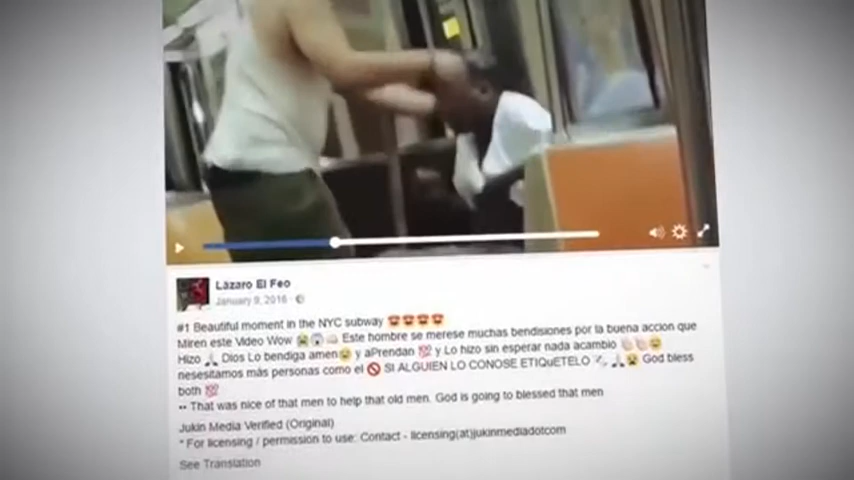 Lázaro El Feo
January 9, 2016
#1 Beautiful moment in the NYC subway
Miren este Video Wow Este hombre se merese muchas bendisiones por la buena accion que
Hizo Dios Lo bendiga amen y aPrendan 💯 y Lo hizo sin esperar nada acambio
nesesitamos más personas como el 🚫 SI ALGUIEN LO CONOSE ETIQUETELO God bless
both 💯
•• That was nice of that men to help that old men. God is going to blessed that men
Jukin Media Verified (Original)
* For licensing / permission to use: Contact - licensing(at)jukinmediadotcom
See Translation